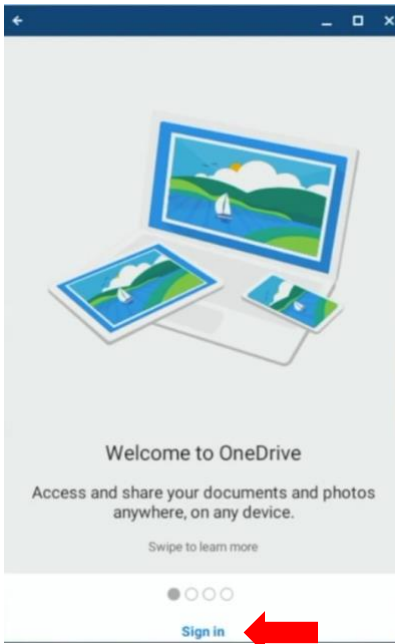 Welcome to OneDrive
Access and share your documents and photos
anywhere, on any device.
Swipe to learn more
Sign in